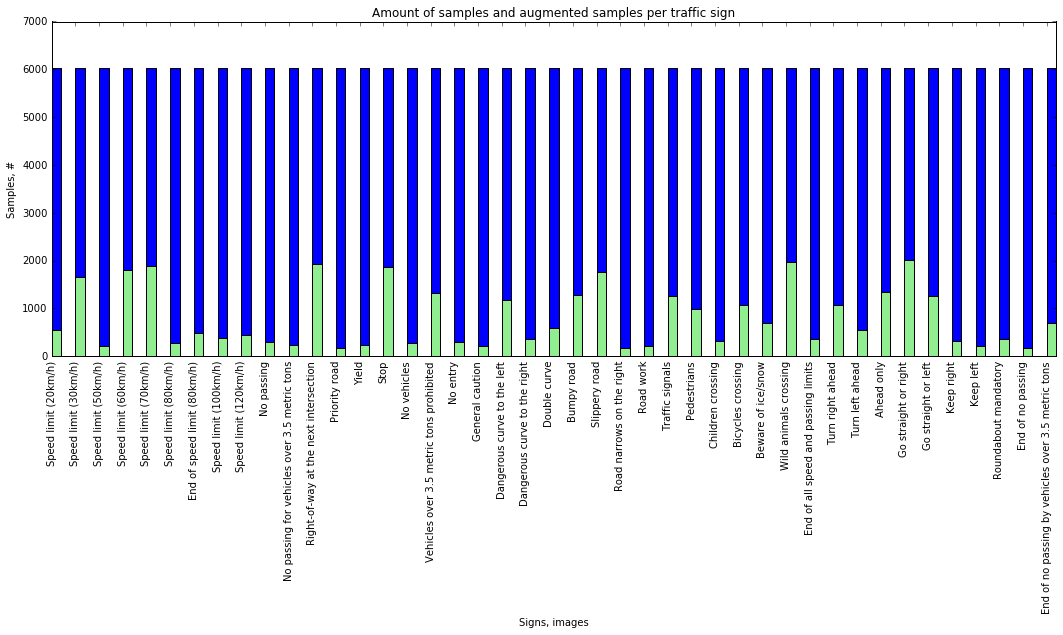 Amount of samples and augmented samples per traffic sign
7000
6000
5000
4000
3000
2000
1000
0
Samples, #
Speed limit (20km/h)
Speed limit (30km/h)
Speed limit (50km/h)
Speed limit (60km/h)
Speed limit (70km/h)
Speed limit (80km/h)
End of speed limit (80km/h)
Speed limit (100km/h)
Speed limit (120km/h)
No passing
No passing for vehicles over 3.5 metric tons
Right-of-way at the next intersection
Priority road
Yield
Stop
No vehicles
Vehicles over 3.5 metric tons prohibited
No entry
General caution
Dangerous curve to the left
Dangerous curve to the right
Double curve
Bumpy road
Slippery road
Road narrows on the right
Road work
Traffic signals
Pedestrians
Children crossing
Bicycles crossing
Beware of ice/snow
Wild animals crossing
End of all speed and passing limits
Turn right ahead
Turn left ahead
Ahead only
Go straight or right
Go straight or left
Keep right
Keep left
Roundabout mandatory
End of no passing
End of no passing by vehicles over 3.5 metric tons
Signs, images